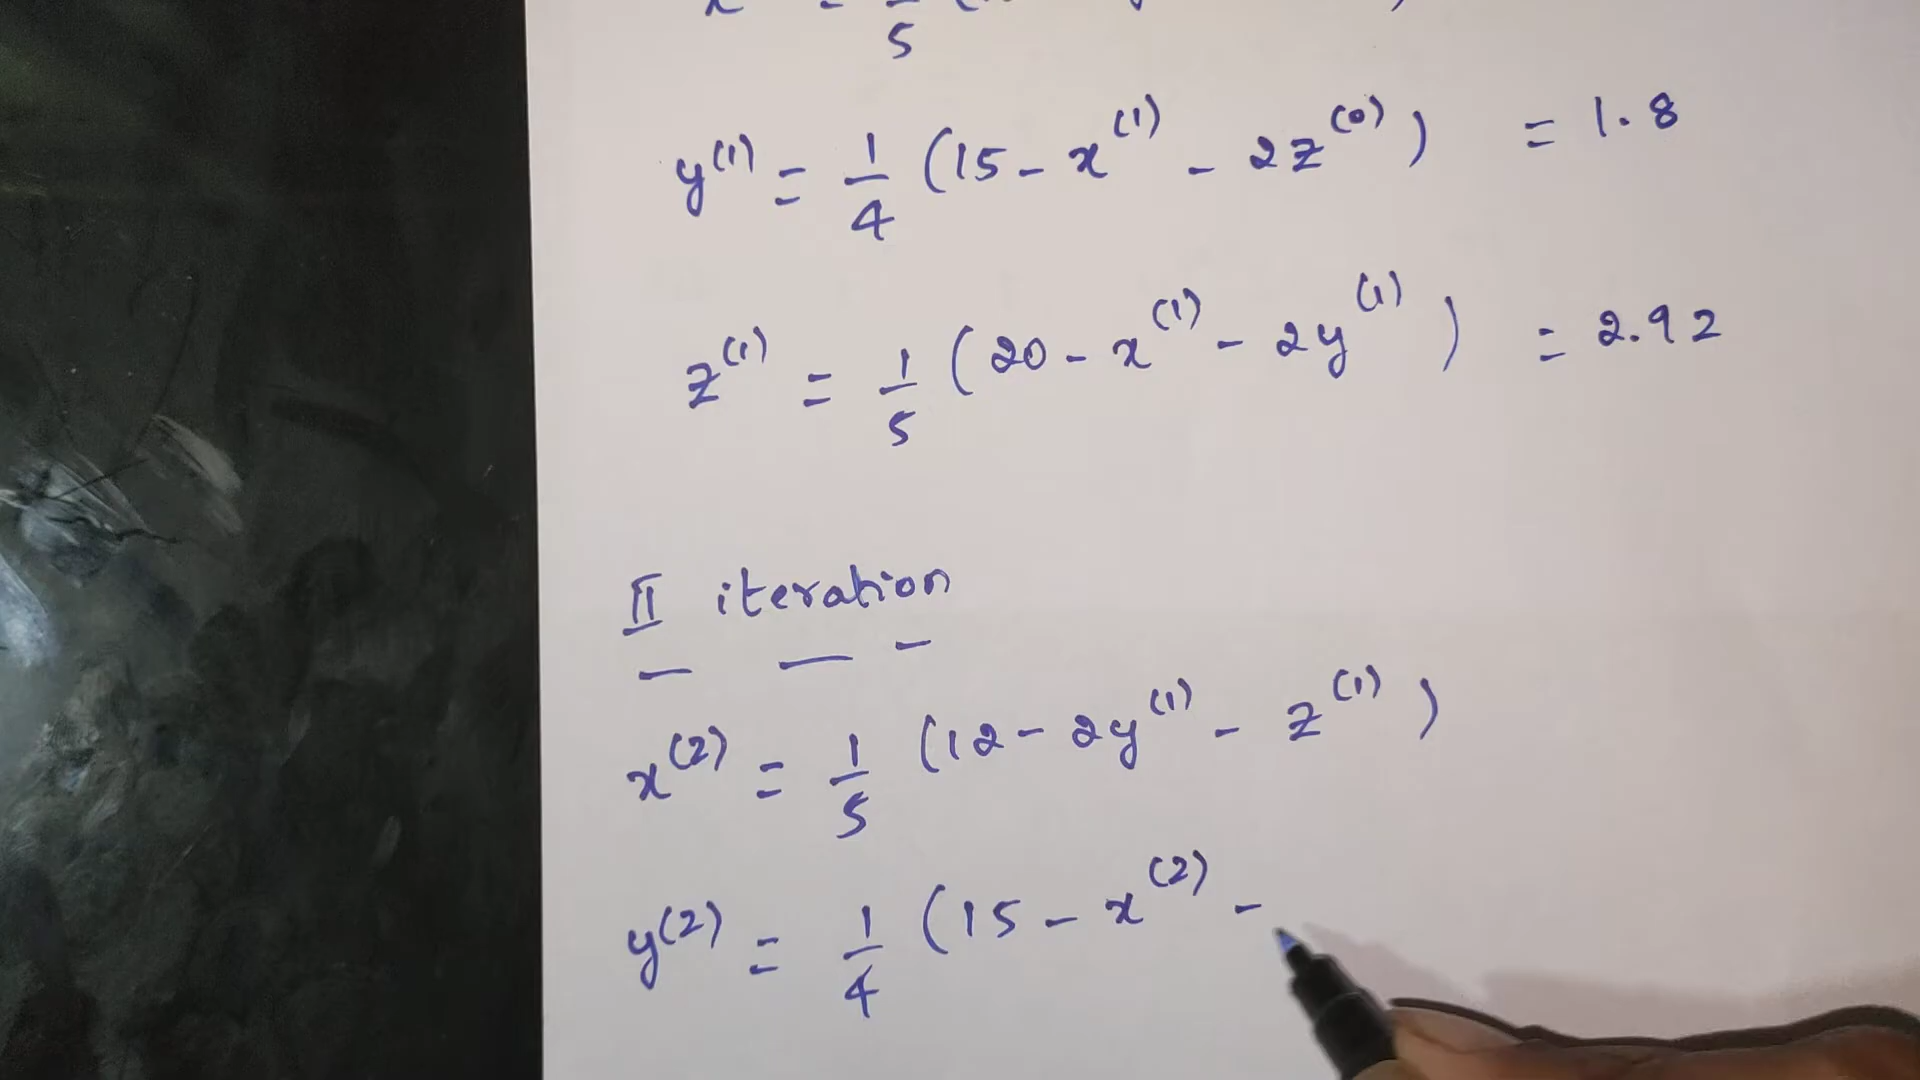 5
y^(1) = 1/4 (15 - x^(1) - 2z^(0)) = 1.8
z^(1) = 1/5 (20 - x^(1) - 2y^(1)) = 2.92
II iteration
x^(2) = 1/5 (12 - 2y^(1) - z^(1))
y^(2) = 1/4 (15 - x^(2) -